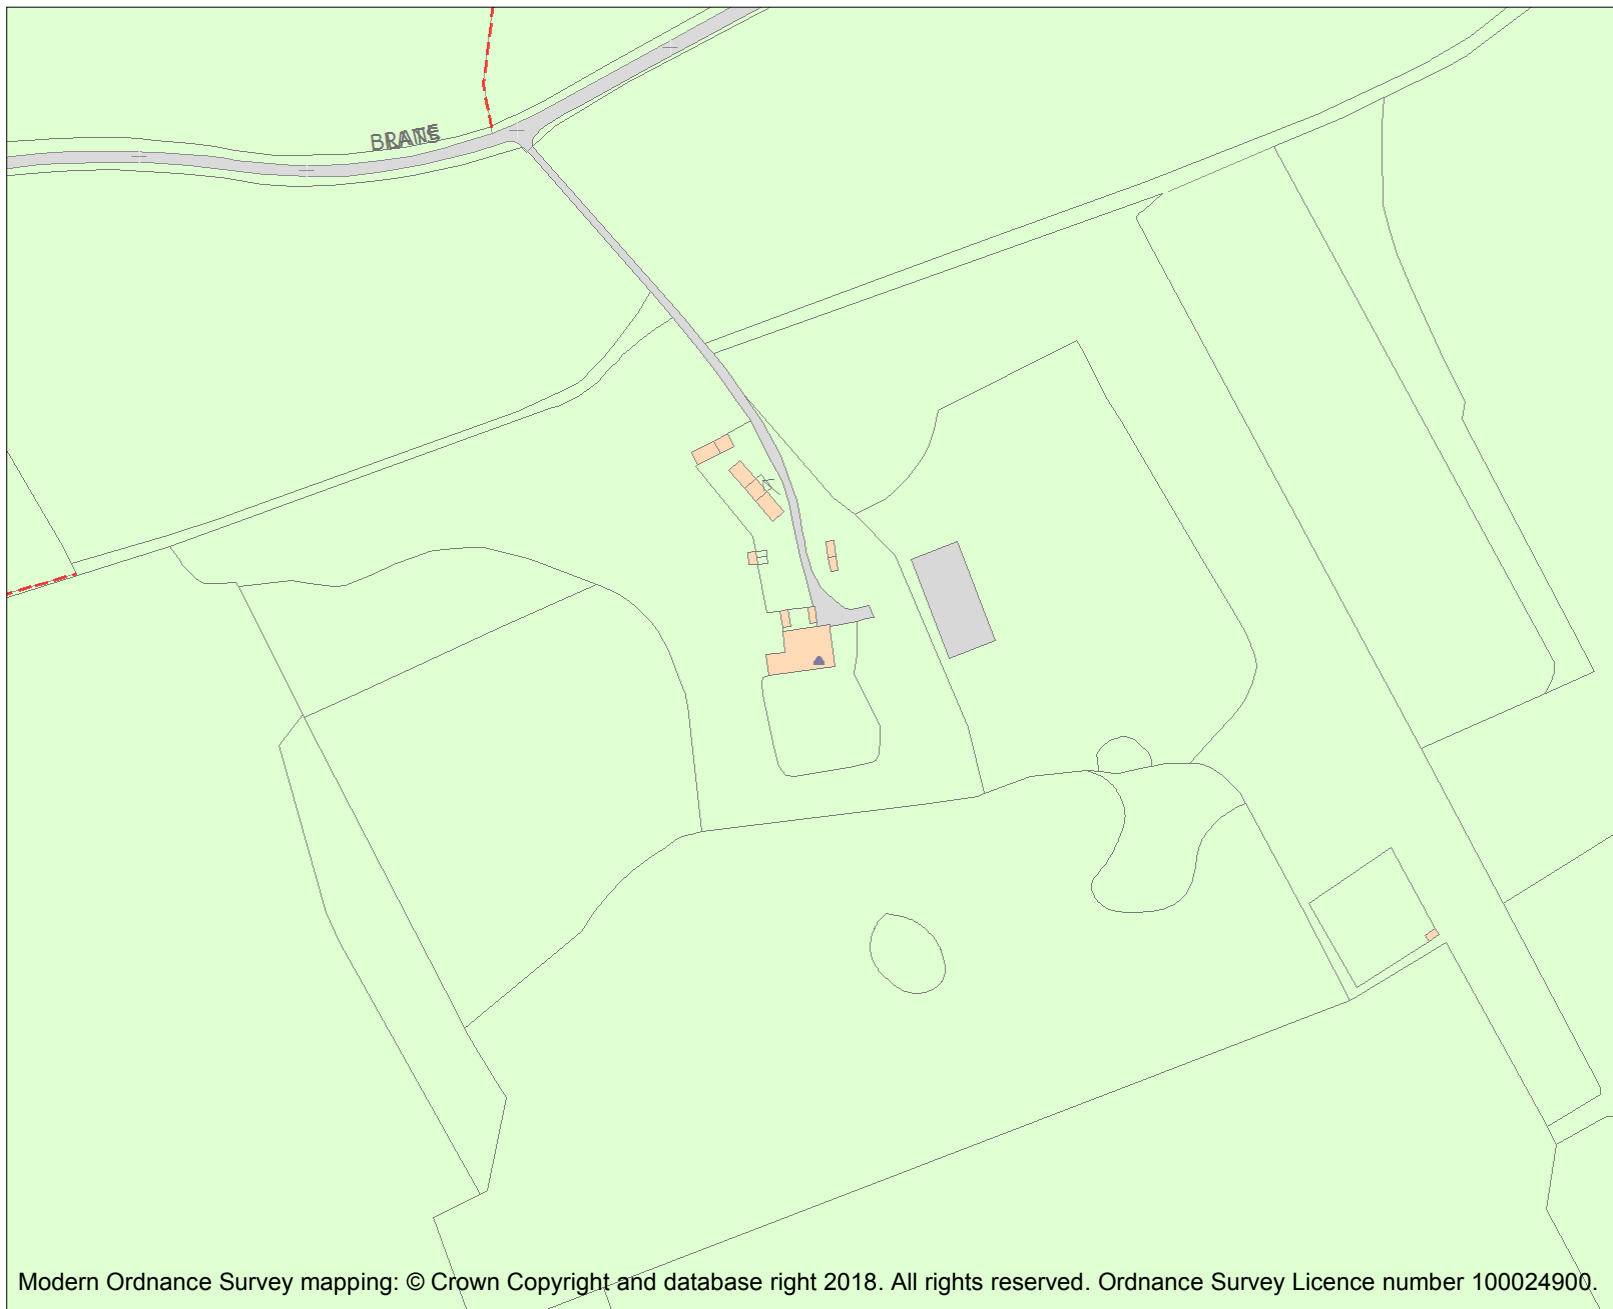 Modern Ordnance Survey mapping: © Crown Copyright and database right 2018. All rights reserved. Ordnance Survey Licence number 100024900.